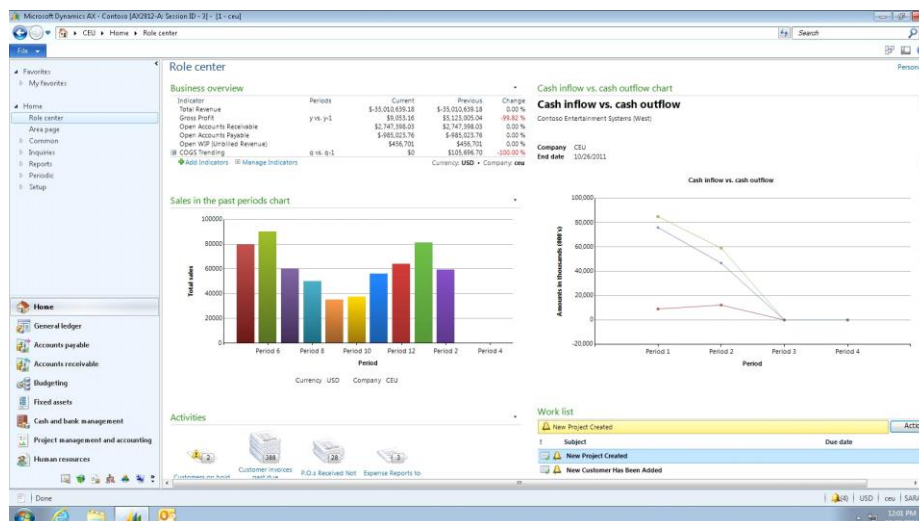 Microsoft Dynamics AX - Contoso [AX2012-A: Session ID - 3] - [1 - ceu]
CEU Home Role center
Search
File
Favorites
My favorites
Home
Role center
Area page
Common
Inquiries
Reports
Periodic
Setup
Home
General ledger
Accounts payable
Accounts receivable
Budgeting
Fixed assets
Cash and bank management
Project management and accounting
Human resources
Role center
Business overview
Indicator Periods Current Previous Change
Total Revenue $-35,010,639.18 $-35,010,639.18 0.00 %
Gross Profit y vs. y-1 $9,053.16 $5,123,005.04 -99.82 %
Open Accounts Receivable $2,747,398.03 $2,747,398.03 0.00 %
Open Accounts Payable $-985,023.76 $-985,023.76 0.00 %
Open WIP (Unbilled Revenue) $456,701 $456,701 0.00 %
COGS Trending q vs. q-1 $0 $105,696.70 -100.00 %
Add Indicators Manage Indicators Currency: USD • Company: ceu
Sales in the past periods chart
100000
80000
60000
40000
20000
0
Total sales
Period 6 Period 8 Period 10 Period 12 Period 2 Period 4
Period
Currency USD Company CEU
Activities
2 388 28 3
Customers on hold Customer invoices past due P.O.s Received Not Expense Reports to
Cash inflow vs. cash outflow chart
Cash inflow vs. cash outflow
Contoso Entertainment Systems (West)
Company CEU
End date 10/26/2011
Cash inflow vs. cash outflow
100,000
80,000
60,000
40,000
20,000
0
-20,000
Amounts in thousands (000's)
Period 1 Period 2 Period 3 Period 4
Period
Work list
New Project Created
! Subject Due date
New Project Created
New Customer Has Been Added
Done
(4) USD ceu SARA
12:01 PM